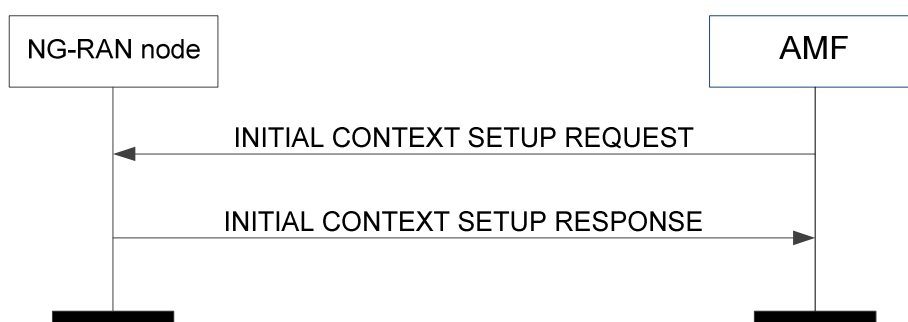 NG-RAN node
AMF
INITIAL CONTEXT SETUP REQUEST
INITIAL CONTEXT SETUP RESPONSE